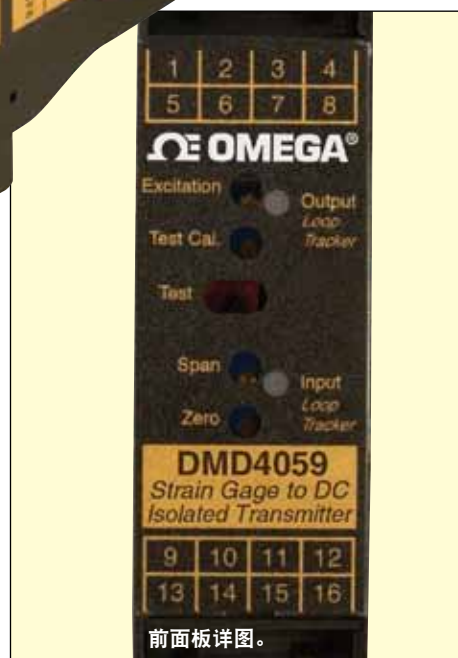 1 2 3 4
5 6 7 8
OMEGA®
Excitation
Output
Loop
Tracker
Test Cal.
Test
Span
Input
Loop
Tracker
Zero
DMD4059
Strain Gage to DC
Isolated Transmitter
9 10 11 12
13 14 15 16
前面板详图。